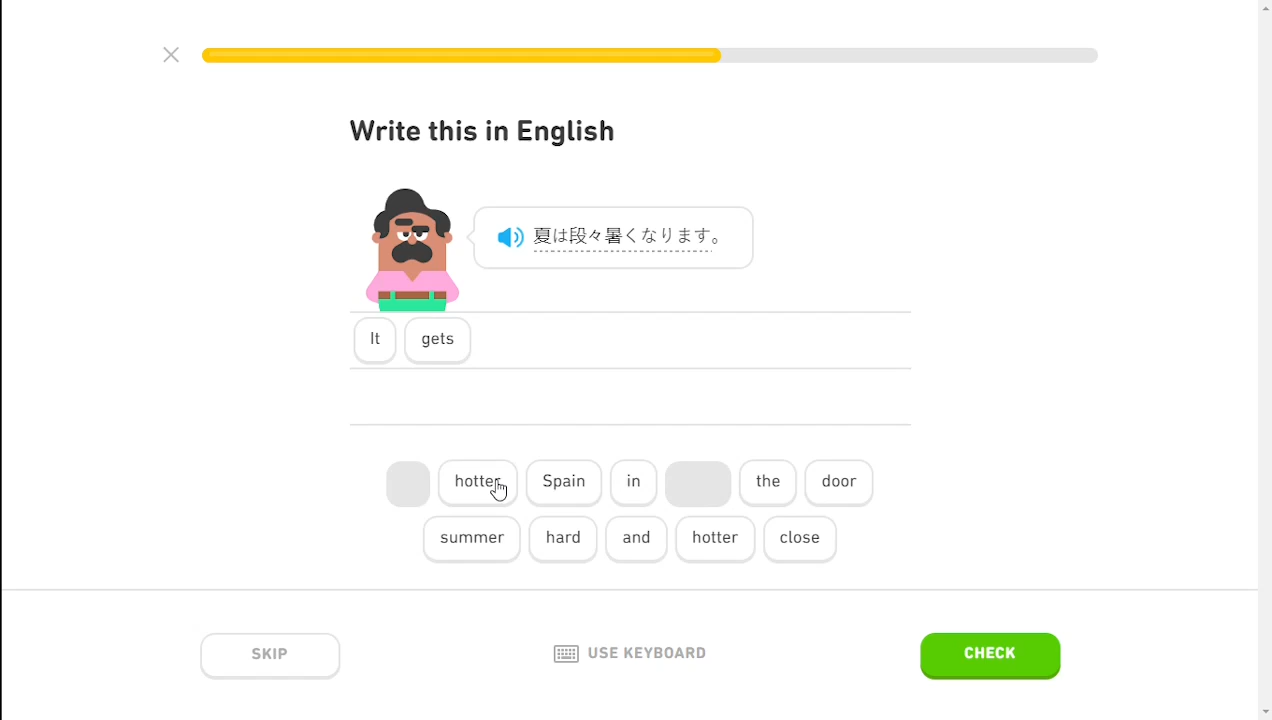 Write this in English
夏は段々暑くなります。
It gets
hotter Spain in the door
summer hard and hotter close
SKIP USE KEYBOARD CHECK